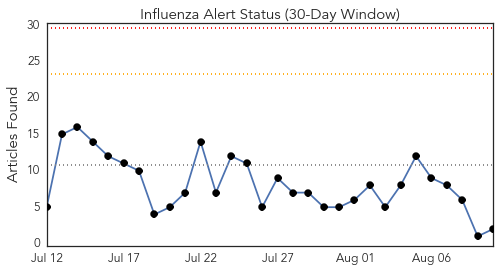 Influenza Alert Status (30-Day Window)
Articles Found
30
25
20
15
10
5
0
Jul 12 Jul 17 Jul 22 Jul 27 Aug 01 Aug 06